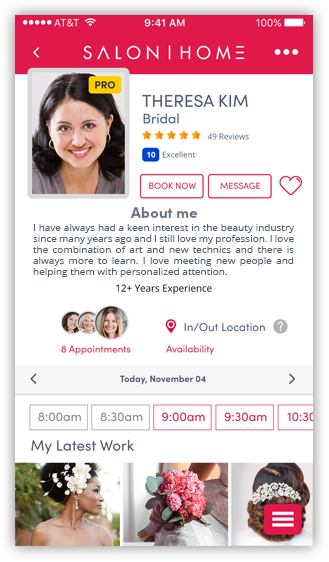 AT&T 9:41 AM 100%
SALON|HOME
PRO
THERESA KIM
Bridal
49 Reviews
10 Excellent
BOOK NOW MESSAGE
About me
I have always had a keen interest in the beauty industry
since many years ago and I still love my profession. I love
the combination of art and new technics and there is
always more to learn. I love meeting new people and
helping them with personalized attention.
12+ Years Experience
In/Out Location ?
8 Appointments Availability
Today, November 04
8:00am 8:30am 9:00am 9:30am 10:30
My Latest Work